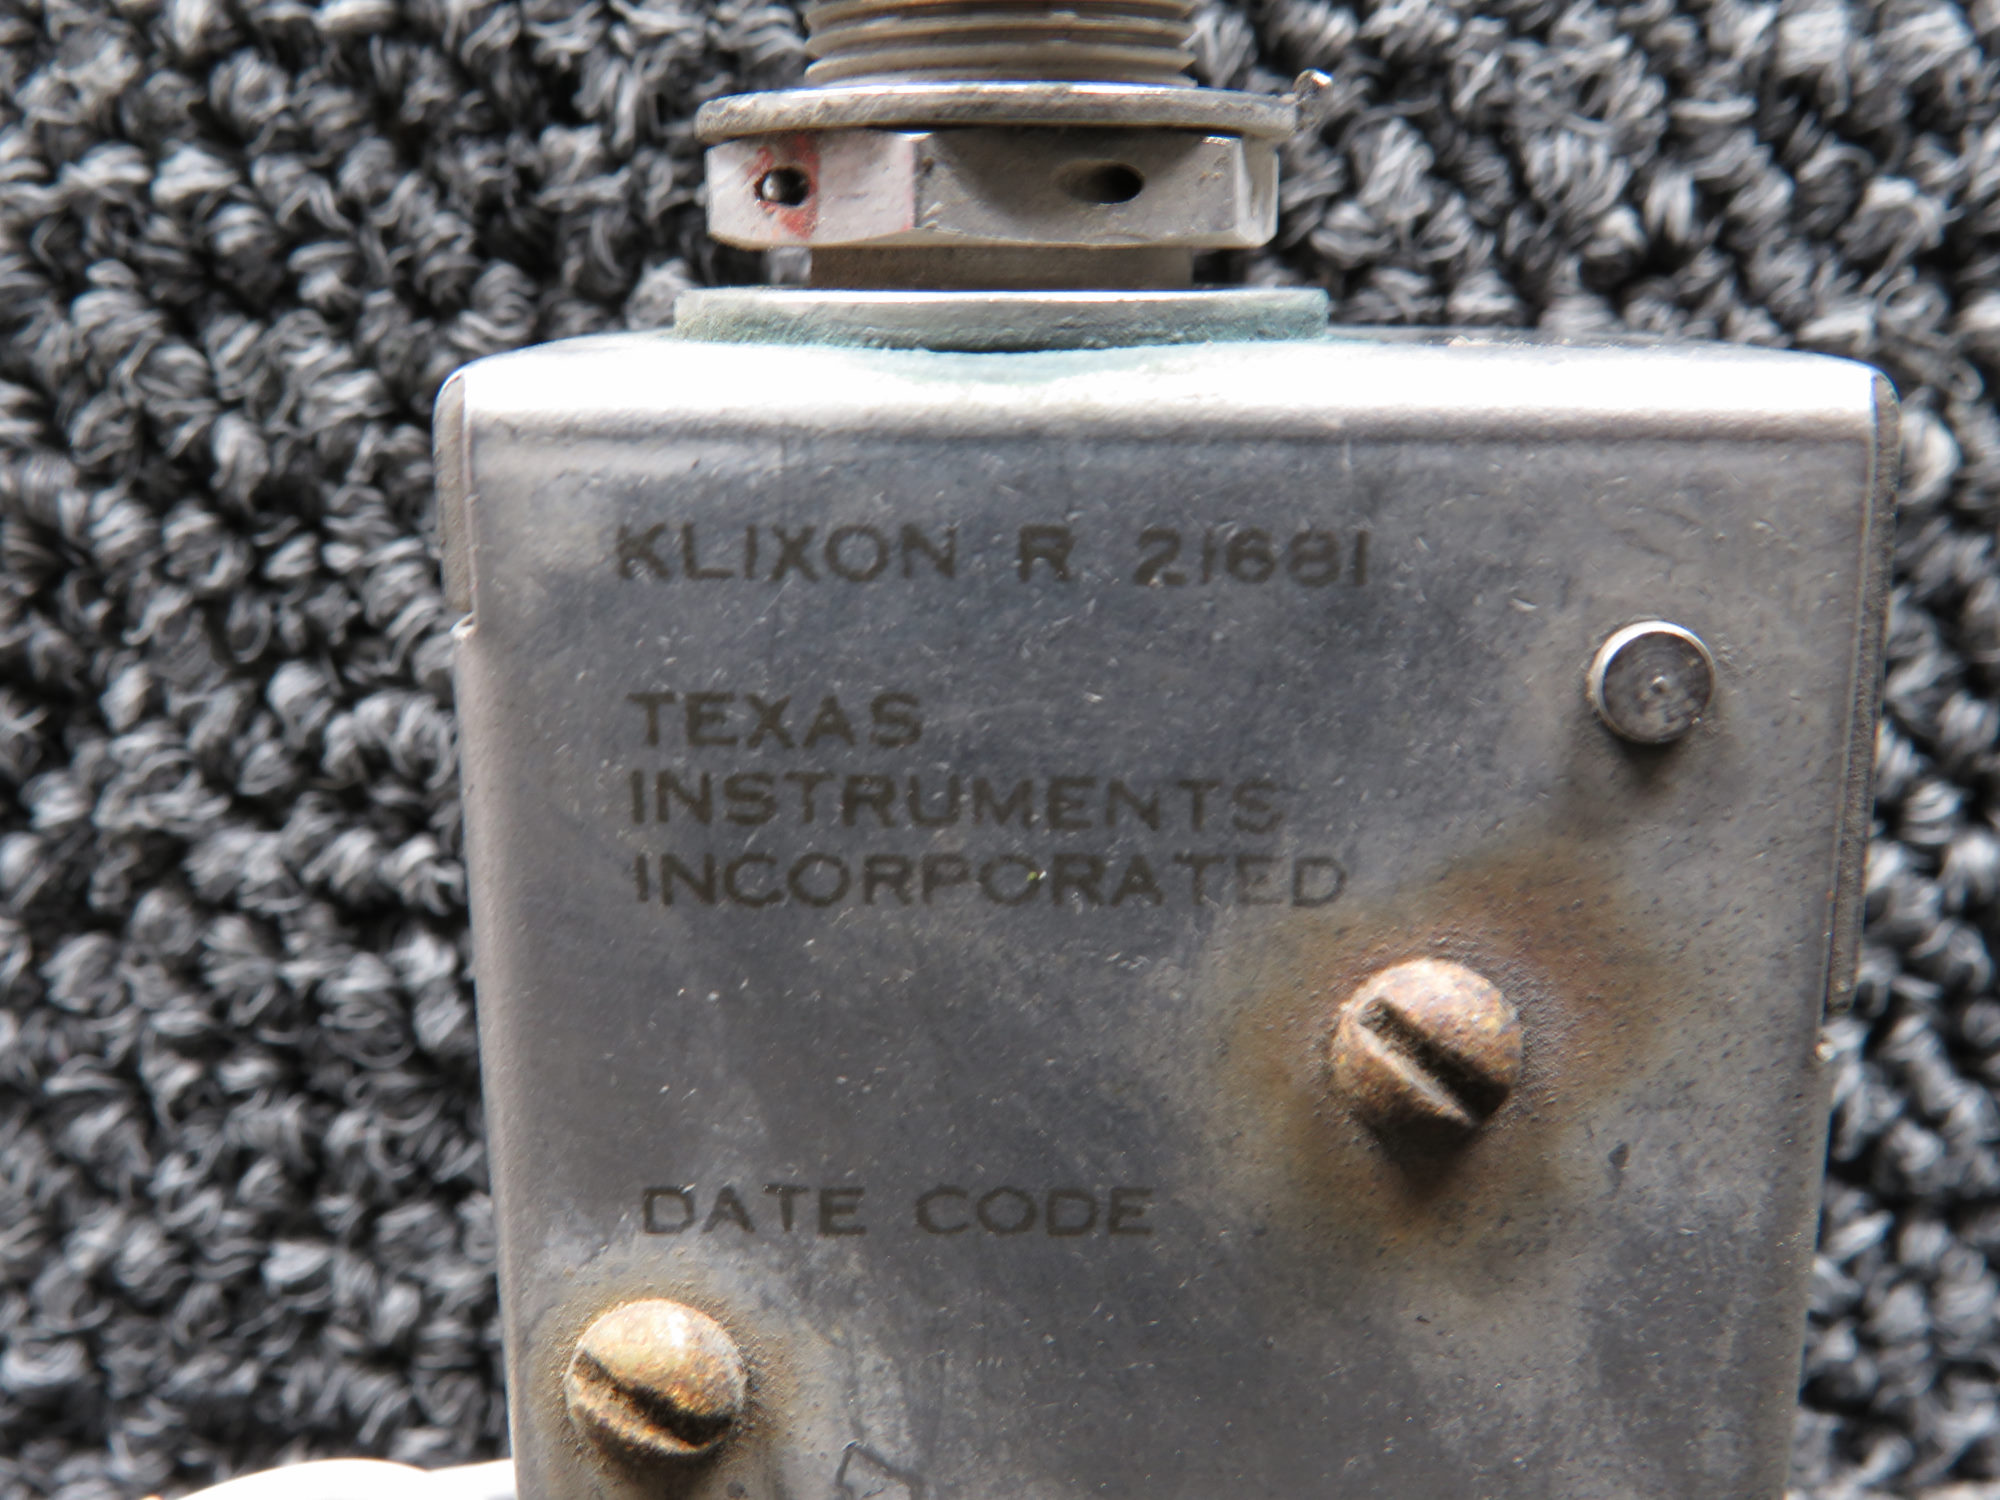 KLIXON R 21681
TEXAS
INSTRUMENTS
INCORPORATED
DATE CODE